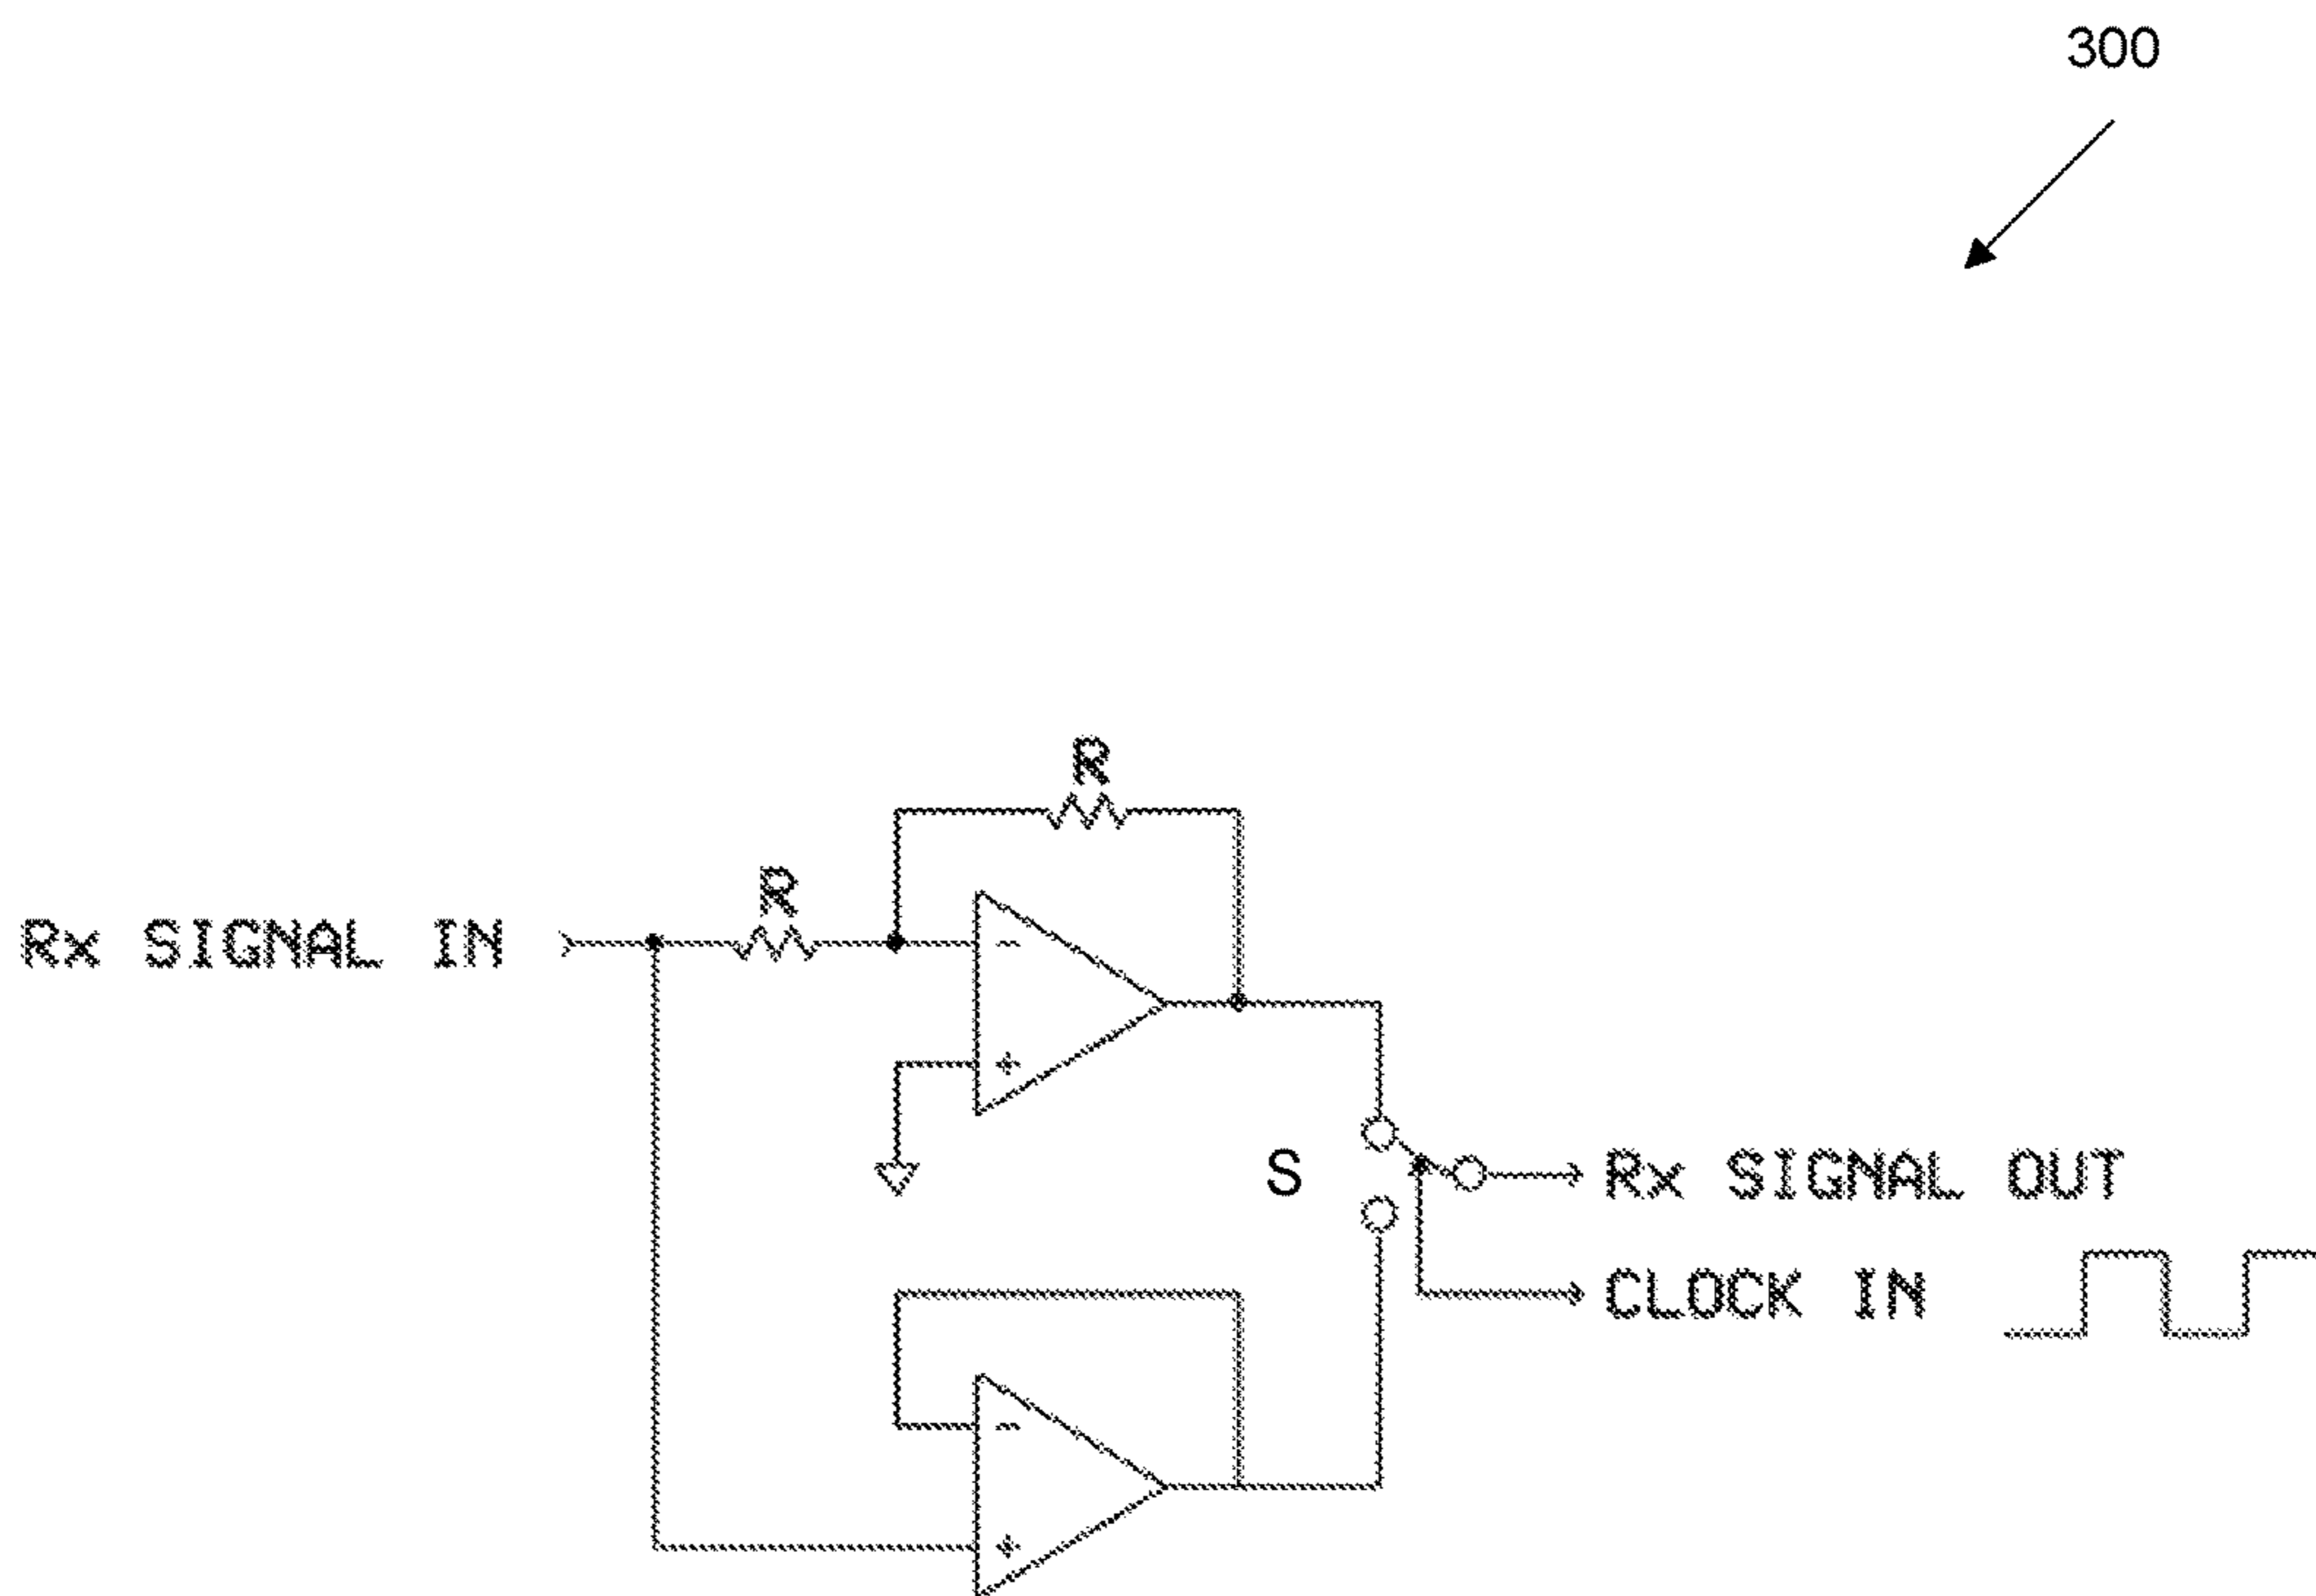 300
R
R
Rx SIGNAL IN
-
+
S
Rx SIGNAL OUT
CLOCK IN
-
+